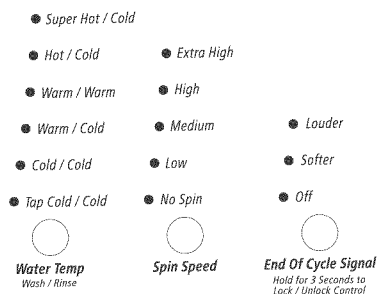 Super Hot / Cold
Hot / Cold
Warm / Warm
Warm / Cold
Cold / Cold
Tap Cold / Cold
Water Temp
Wash / Rinse
Extra High
High
Medium
Low
No Spin
Spin Speed
Louder
Softer
Off
End Of Cycle Signal
Hold for 3 Seconds to
Lock / Unlock Control